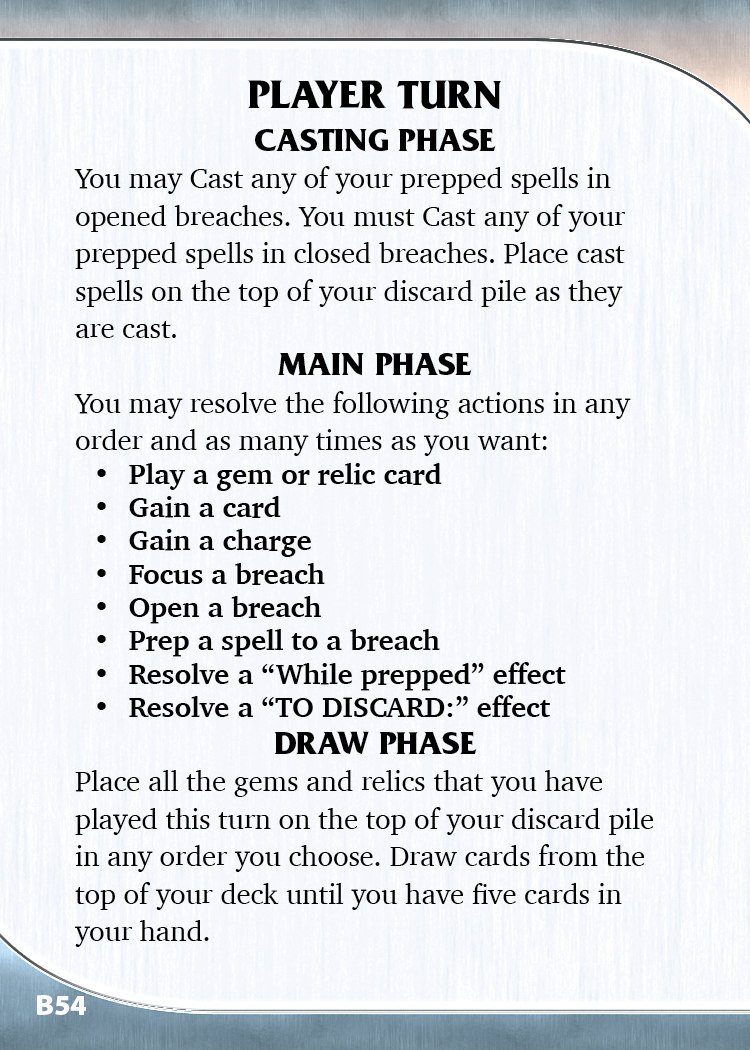 PLAYER TURN
CASTING PHASE
You may Cast any of your prepped spells in
opened breaches. You must Cast any of your
prepped spells in closed breaches. Place cast
spells on the top of your discard pile as they
are cast.
MAIN PHASE
You may resolve the following actions in any
order and as many times as you want:
• Play a gem or relic card
• Gain a card
• Gain a charge
• Focus a breach
• Open a breach
• Prep a spell to a breach
• Resolve a “While prepped” effect
• Resolve a “TO DISCARD:” effect
DRAW PHASE
Place all the gems and relics that you have
played this turn on the top of your discard pile
in any order you choose. Draw cards from the
top of your deck until you have five cards in
your hand.
B54